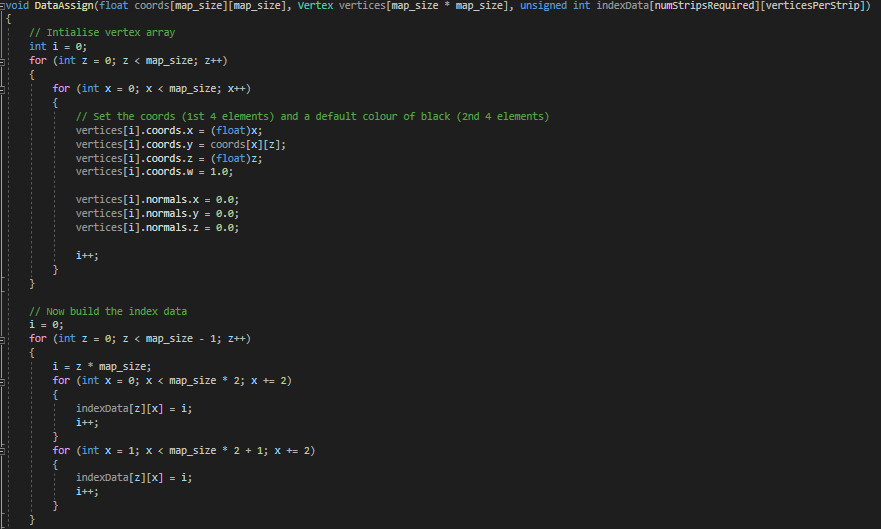 void DataAssign(float coords[map_size][map_size], Vertex vertices[map_size * map_size], unsigned int indexData[numStripsRequired][verticesPerStrip])
{
// Intialise vertex array
int i = 0;
for (int z = 0; z < map_size; z++)
{
for (int x = 0; x < map_size; x++)
{
// Set the coords (1st 4 elements) and a default colour of black (2nd 4 elements)
vertices[i].coords.x = (float)x;
vertices[i].coords.y = coords[x][z];
vertices[i].coords.z = (float)z;
vertices[i].coords.w = 1.0;
vertices[i].normals.x = 0.0;
vertices[i].normals.y = 0.0;
vertices[i].normals.z = 0.0;
i++;
}
}
// Now build the index data
i = 0;
for (int z = 0; z < map_size - 1; z++)
{
i = z * map_size;
for (int x = 0; x < map_size * 2; x += 2)
{
indexData[z][x] = i;
i++;
}
for (int x = 1; x < map_size * 2 + 1; x += 2)
{
indexData[z][x] = i;
i++;
}
}